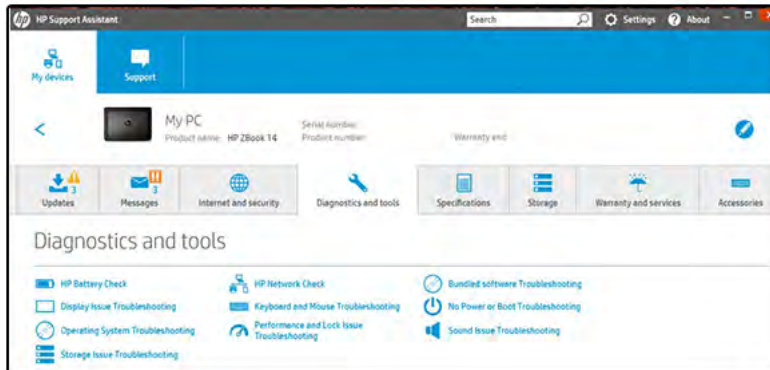 hp HP Support Assistant Search Settings ? About
My devices Support
My PC Serial number:
Product name: HP ZBook 14 Product number: Warranty end
3 3
Updates Messages Internet and security Diagnostics and tools Specifications Storage Warranty and services Accessories
Diagnostics and tools
HP Battery Check HP Network Check Bundled software Troubleshooting
Display Issue Troubleshooting Keyboard and Mouse Troubleshooting No Power or Boot Troubleshooting
Operating System Troubleshooting Performance and Lock Issue Troubleshooting Sound Issue Troubleshooting
Storage Issue Troubleshooting